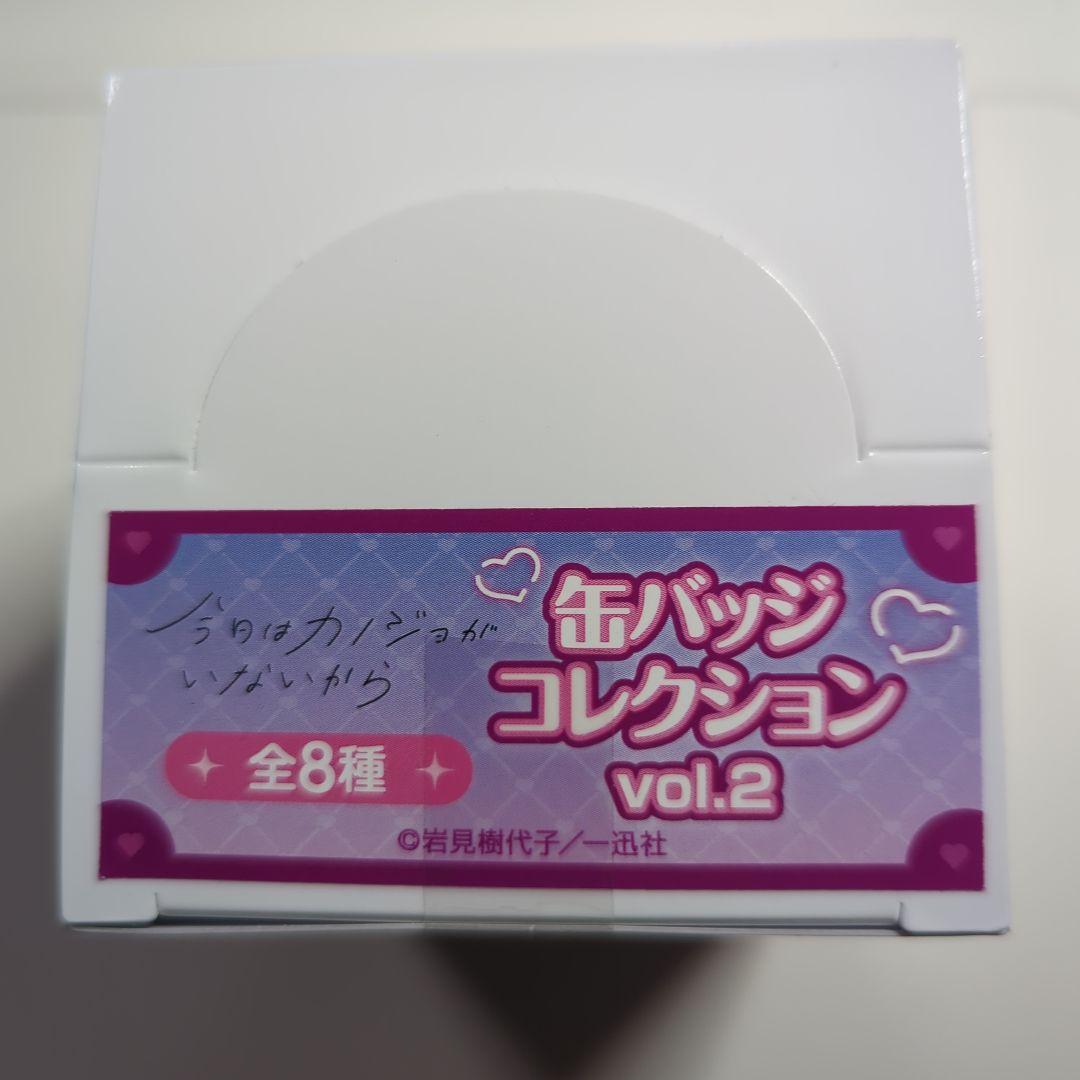 今日はカノジョが
いないから
全8種
缶バッジ
コレクション
vol.2
©岩見樹代子／一迅社